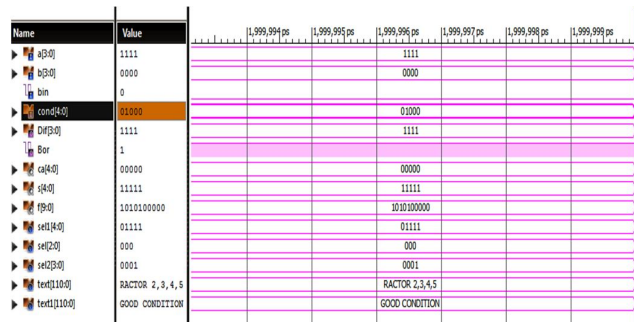 Name Value 1,999,994 ps 1,999,995 ps 1,999,996 ps 1,999,997 ps 1,999,998 ps 1,999,999 ps
a[3:0] 1111 1111
b[3:0] 0000 0000
bin 0
cond[4:0] 01000 01000
Dif[3:0] 1111 1111
Bor 1
ca[4:0] 00000 00000
s[4:0] 11111 11111
f[9:0] 1010100000 1010100000
sel1[4:0] 01111 01111
sel[2:0] 000 000
sel2[3:0] 0001 0001
text[110:0] RACTOR 2,3,4,5 RACTOR 2,3,4,5
text1[110:0] GOOD CONDITION GOOD CONDITION